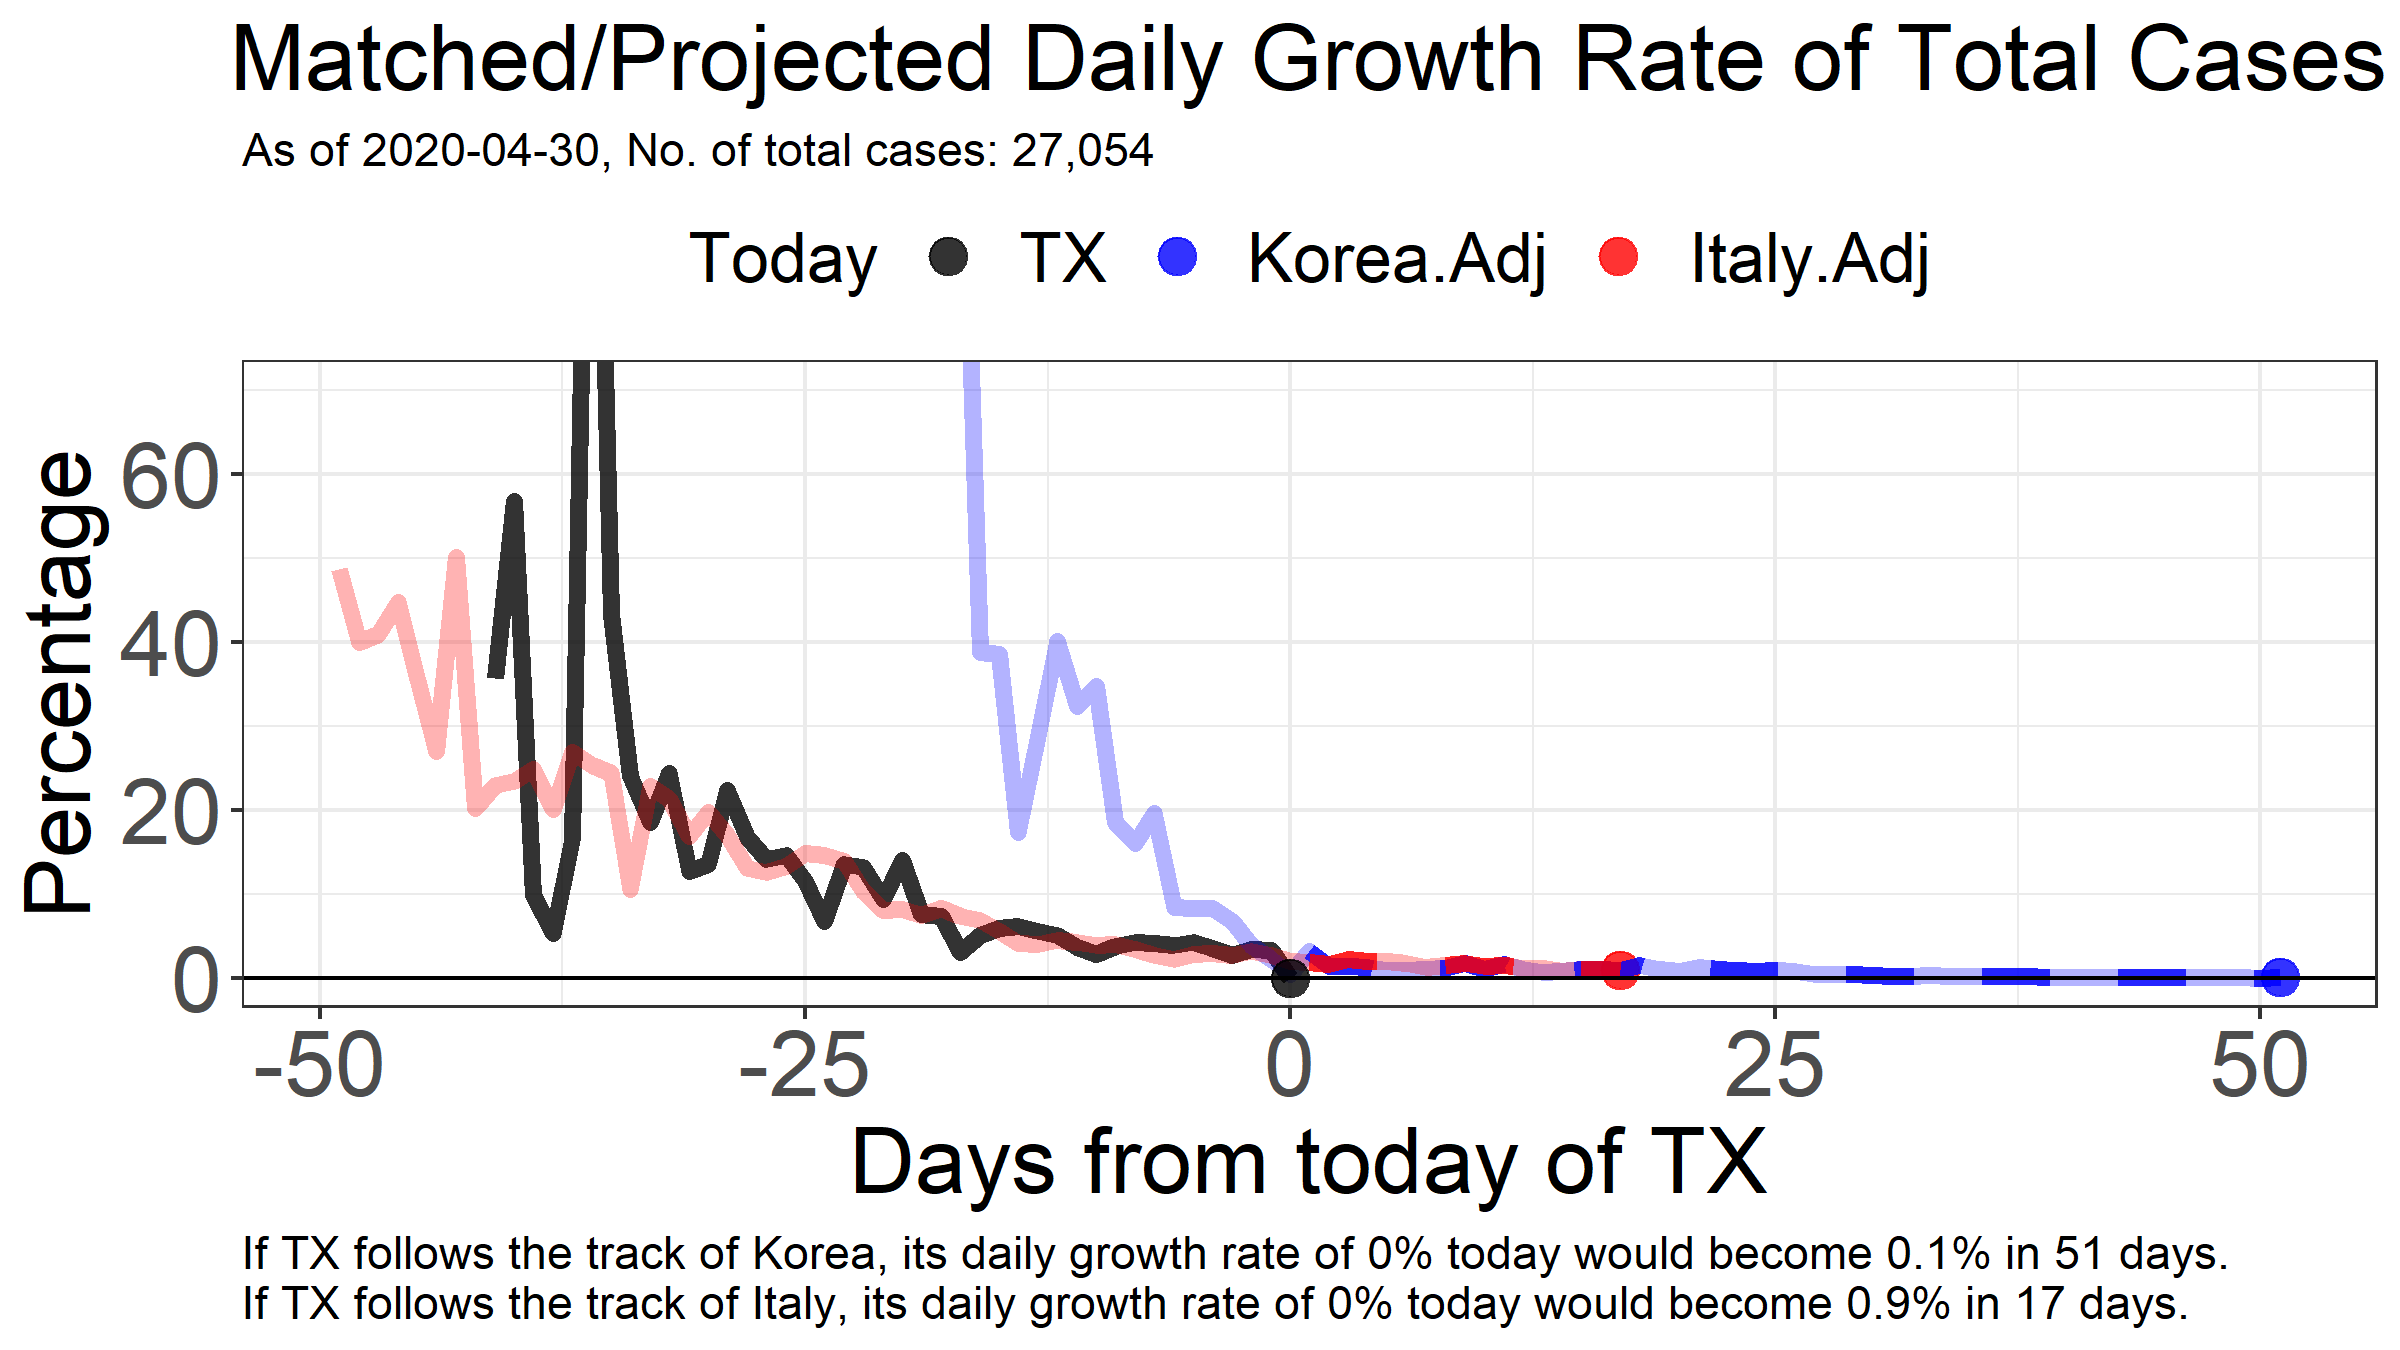 Matched/Projected Daily Growth Rate of Total Cases
As of 2020-04-30, No. of total cases: 27,054
Today TX Korea.Adj Italy.Adj
Percentage
60
40
20
0
-50 -25 0 25 50
Days from today of TX
If TX follows the track of Korea, its daily growth rate of 0% today would become 0.1% in 51 days.
If TX follows the track of Italy, its daily growth rate of 0% today would become 0.9% in 17 days.